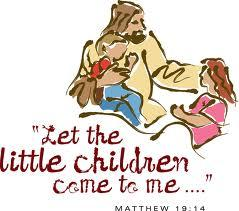 "Let the
little children
come to me ...."
MATTHEW 19:14